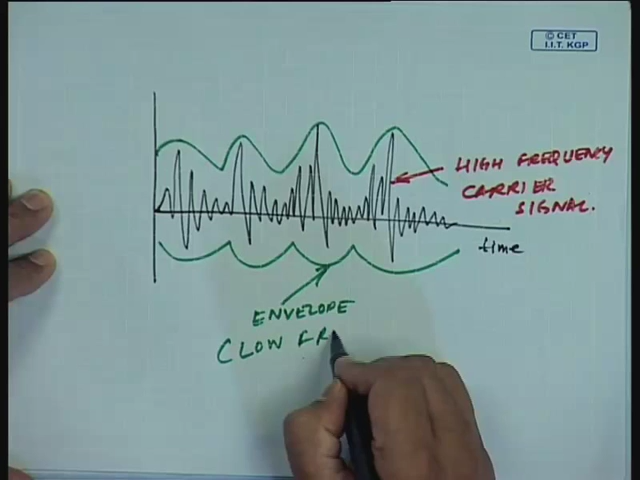 © CET
I.I.T. KGP
HIGH FREQUENCY
CARRIER
SIGNAL.
time
ENVELOPE
(LOW FR